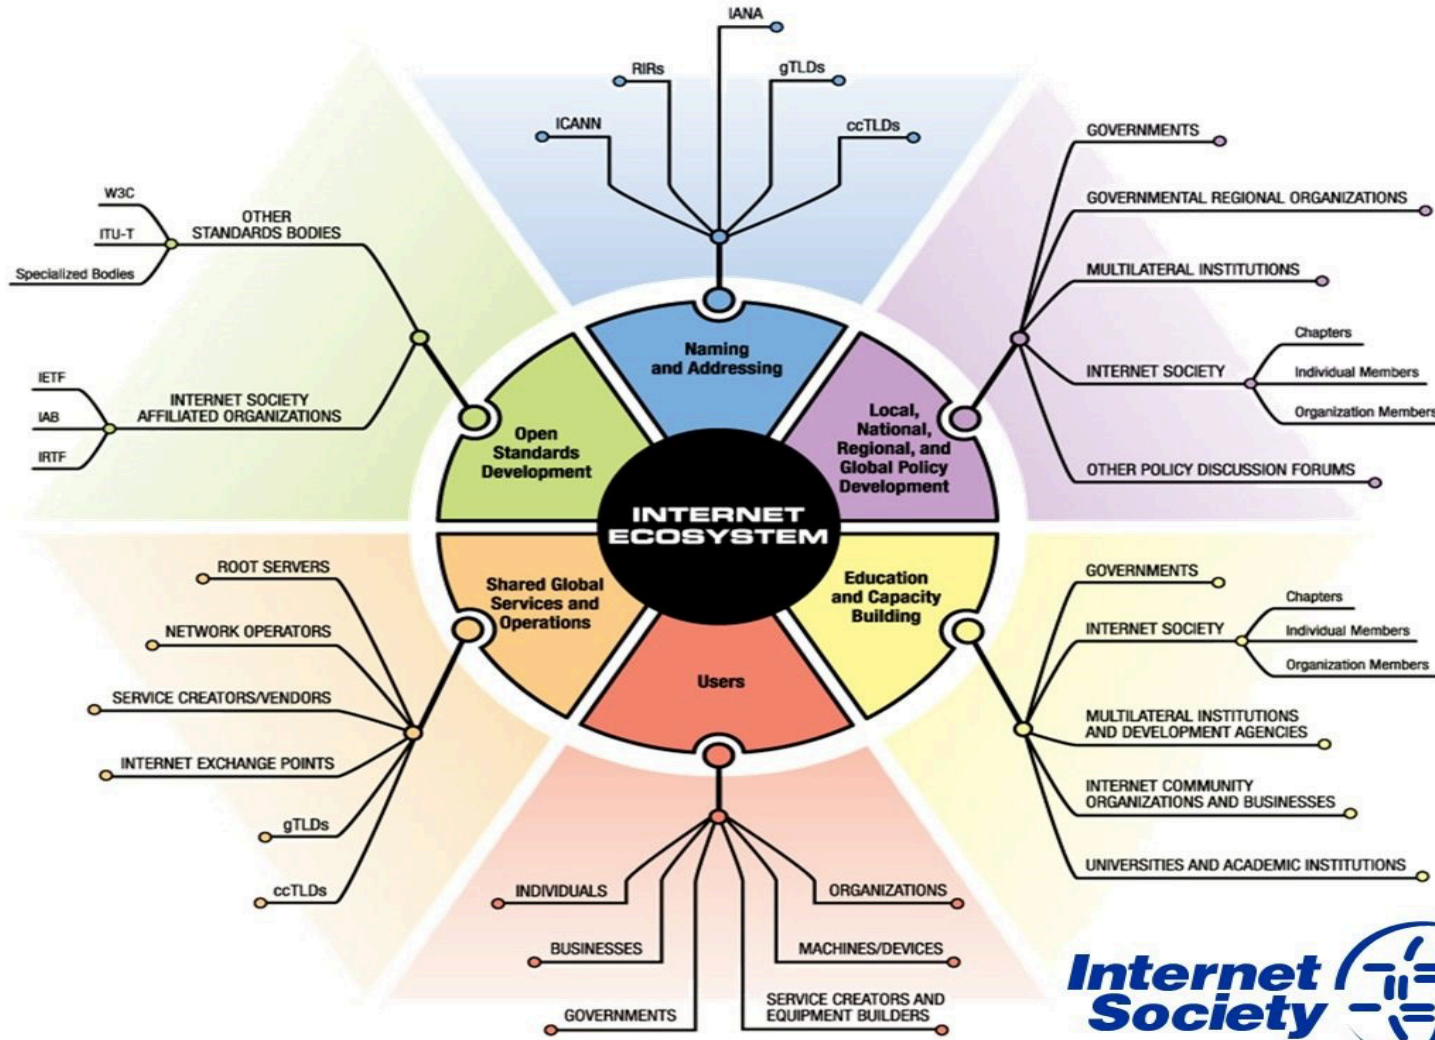 IANA
RIRs
gTLDs
ICANN
ccTLDs
W3C
OTHER
STANDARDS BODIES
ITU-T
Specialized Bodies
IETF
INTERNET SOCIETY
AFFILIATED ORGANIZATIONS
IAB
IRTF
GOVERNMENTS
GOVERNMENTAL REGIONAL ORGANIZATIONS
MULTILATERAL INSTITUTIONS
INTERNET SOCIETY
Chapters
Individual Members
Organization Members
OTHER POLICY DISCUSSION FORUMS
Naming
and Addressing
Open
Standards
Development
Local,
National,
Regional, and
Global Policy
Development
INTERNET
ECOSYSTEM
Shared Global
Services and
Operations
Education
and Capacity
Building
Users
ROOT SERVERS
NETWORK OPERATORS
SERVICE CREATORS/VENDORS
INTERNET EXCHANGE POINTS
gTLDs
ccTLDs
GOVERNMENTS
INTERNET SOCIETY
Chapters
Individual Members
Organization Members
MULTILATERAL INSTITUTIONS
AND DEVELOPMENT AGENCIES
INTERNET COMMUNITY
ORGANIZATIONS AND BUSINESSES
UNIVERSITIES AND ACADEMIC INSTITUTIONS
INDIVIDUALS
ORGANIZATIONS
BUSINESSES
MACHINES/DEVICES
GOVERNMENTS
SERVICE CREATORS AND
EQUIPMENT BUILDERS
Internet
Society